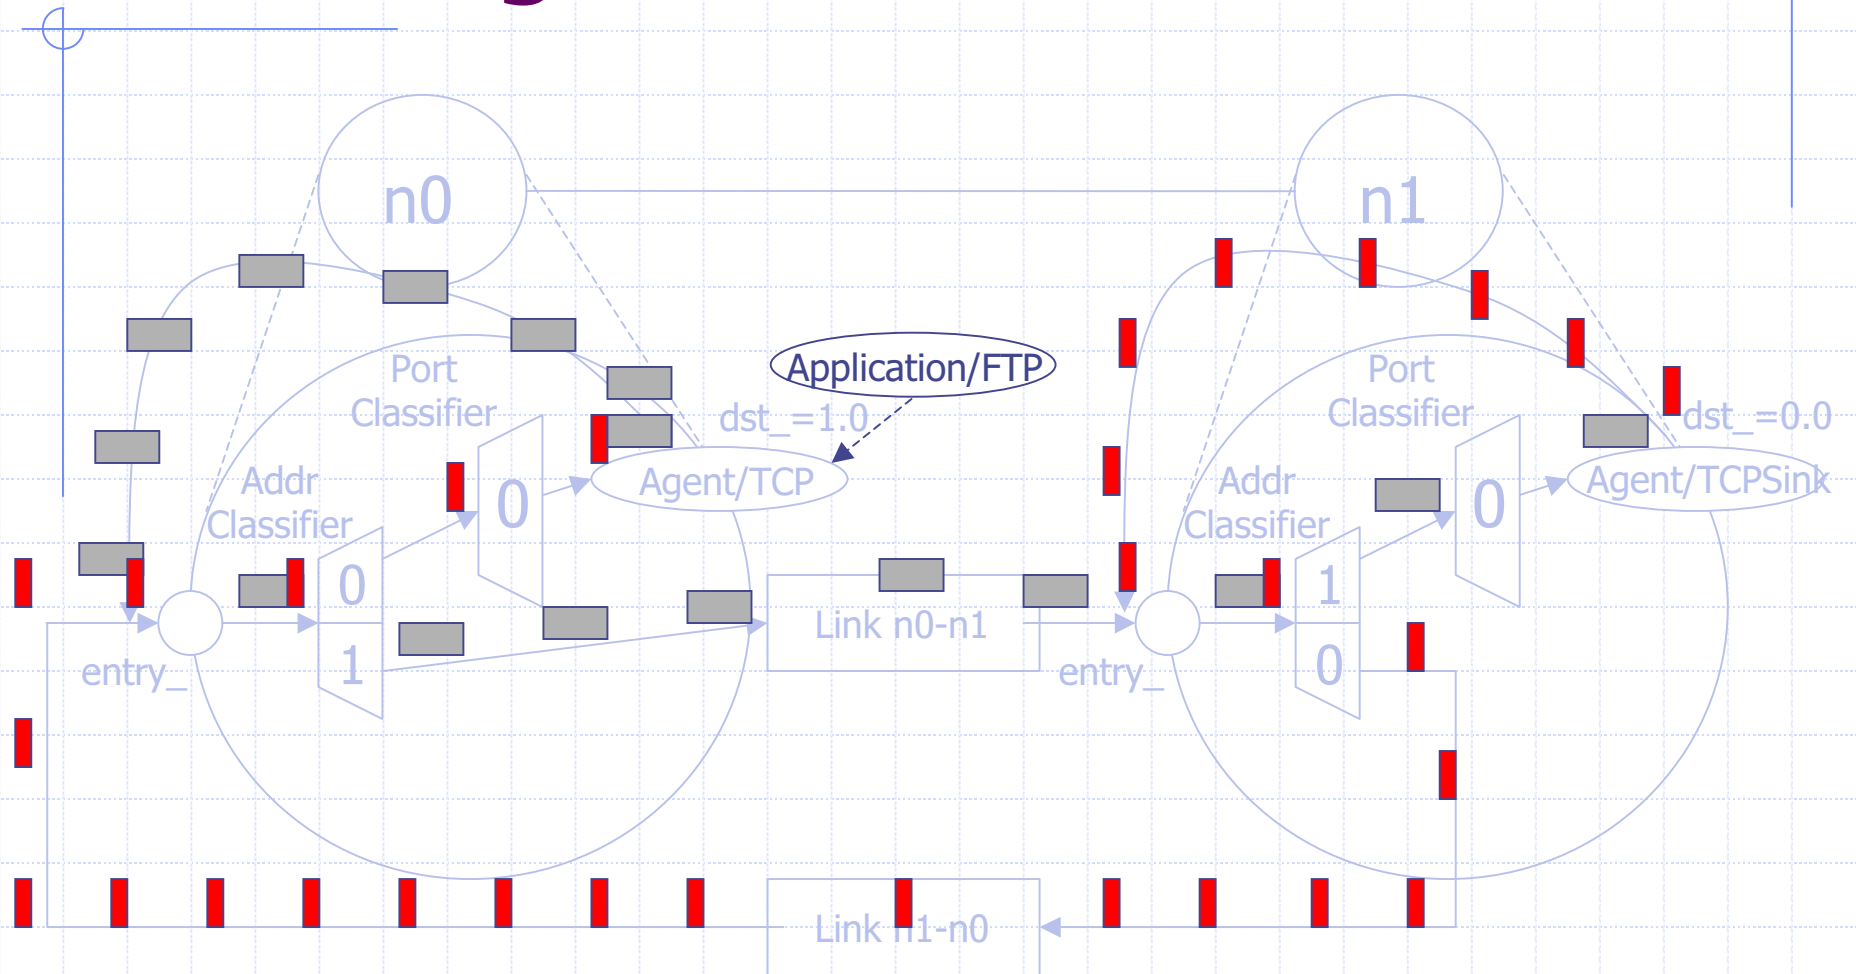 n0
n1
Port
Classifier
Application/FTP
Port
Classifier
dst_=1.0
dst_=0.0
Addr
Classifier
0
Agent/TCP
Addr
Classifier
0
Agent/TCPSink
0
1
Link n0-n1
1
0
entry_
entry_
Link n1-n0